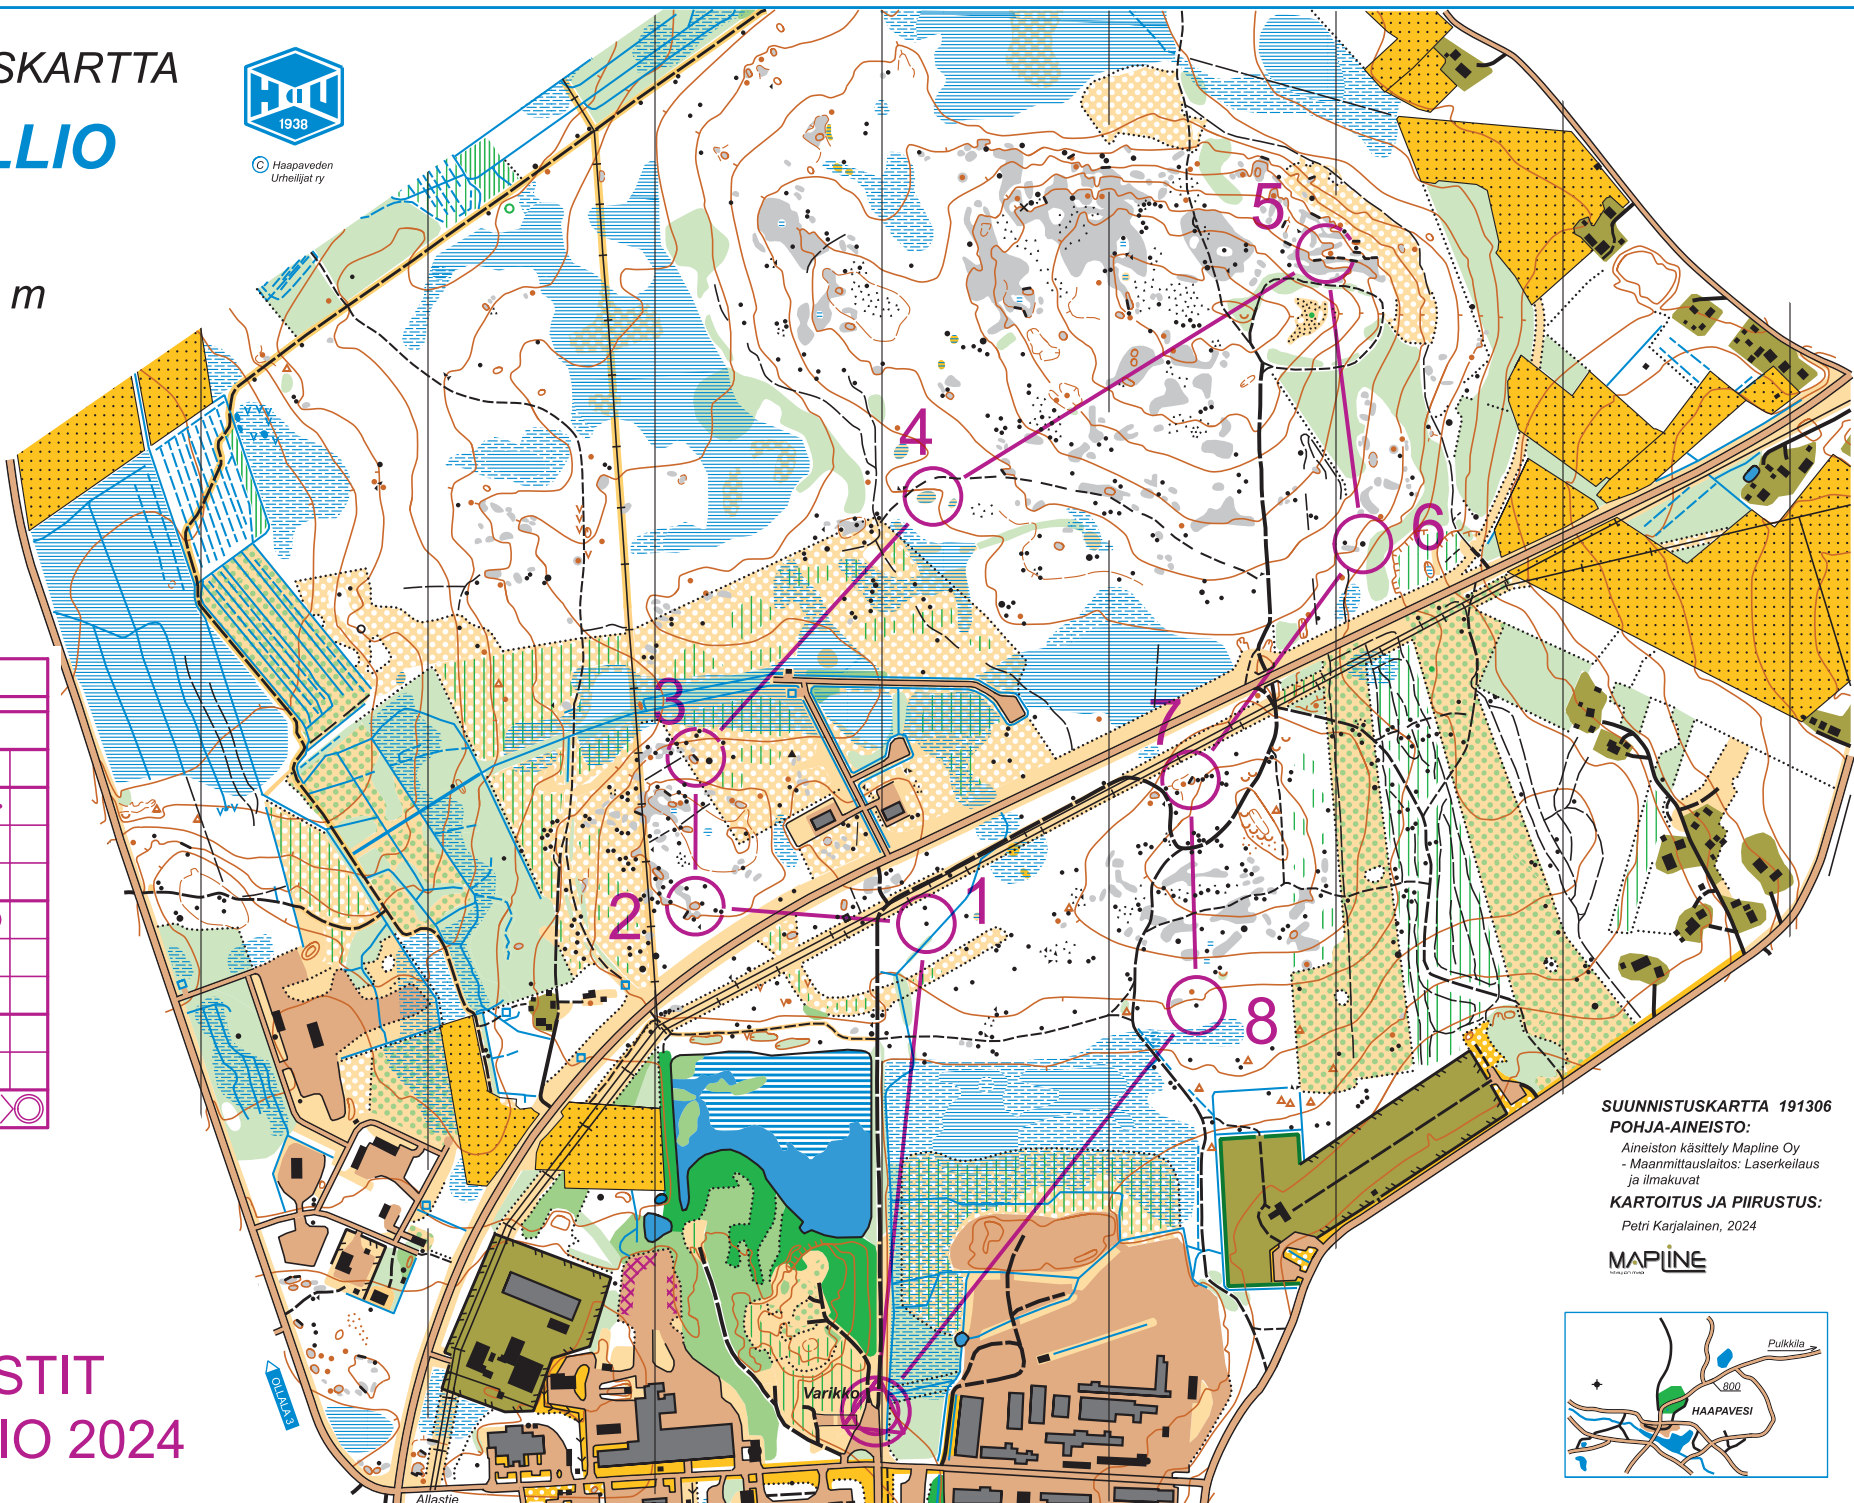 SKARTTA
LLIO
m
HU
1938
© Haapaveden
Urheilijat ry
5
4
6
3
7
2
1
8
Varikko
OLLALA 3
Allastie
STIT
IO 2024
SUUNNISTUSKARTTA 191306
POHJA-AINEISTO:
Aineiston käsittely Mapline Oy
- Maanmittauslaitos: Laserkeilaus
ja ilmakuvat
KARTOITUS JA PIIRUSTUS:
Petri Karjalainen, 2024
MAPLINE
Pulkkila
800
HAAPAVESI